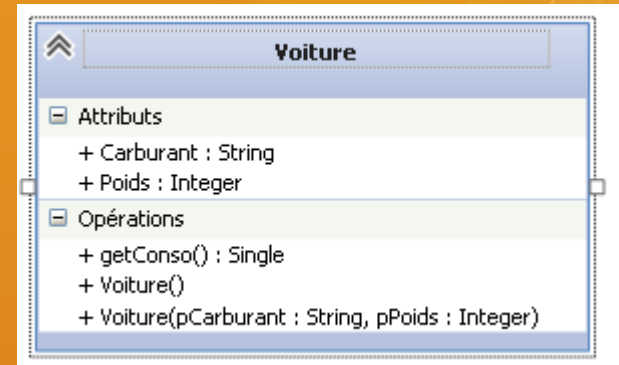 Voiture
Attributs
+ Carburant : String
+ Poids : Integer
Opérations
+ getConso() : Single
+ Voiture()
+ Voiture(pCarburant : String, pPoids : Integer)